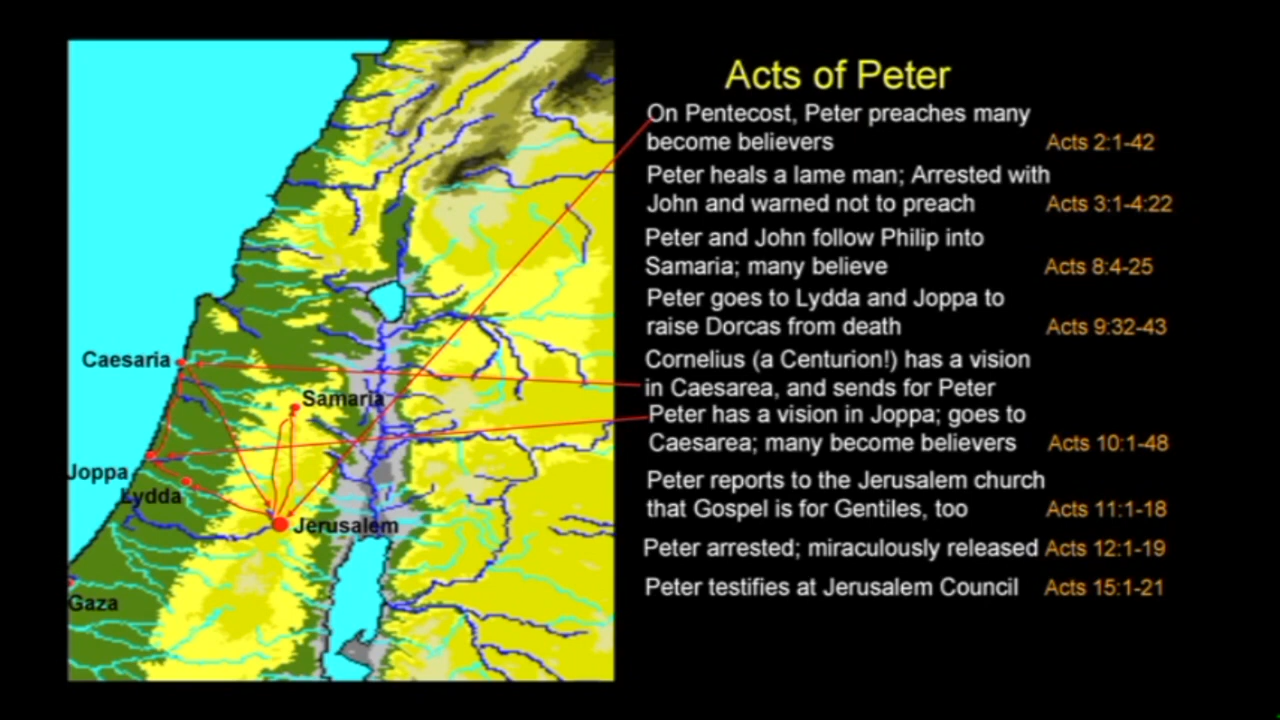 Acts of Peter
On Pentecost, Peter preaches many
become believers Acts 2:1-42
Peter heals a lame man; Arrested with
John and warned not to preach Acts 3:1-4:22
Peter and John follow Philip into
Samaria; many believe Acts 8:4-25
Peter goes to Lydda and Joppa to
raise Dorcas from death Acts 9:32-43
Cornelius (a Centurion!) has a vision
in Caesarea, and sends for Peter
Peter has a vision in Joppa; goes to
Caesarea; many become believers Acts 10:1-48
Peter reports to the Jerusalem church
that Gospel is for Gentiles, too Acts 11:1-18
Peter arrested; miraculously released Acts 12:1-19
Peter testifies at Jerusalem Council Acts 15:1-21
Caesaria
Samaria
Joppa
Lydda
Jerusalem
Gaza